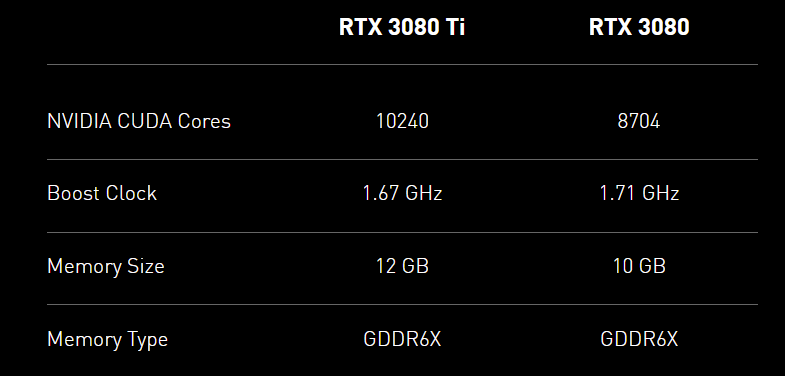 RTX 3080 Ti RTX 3080
NVIDIA CUDA Cores 10240 8704
Boost Clock 1.67 GHz 1.71 GHz
Memory Size 12 GB 10 GB
Memory Type GDDR6X GDDR6X